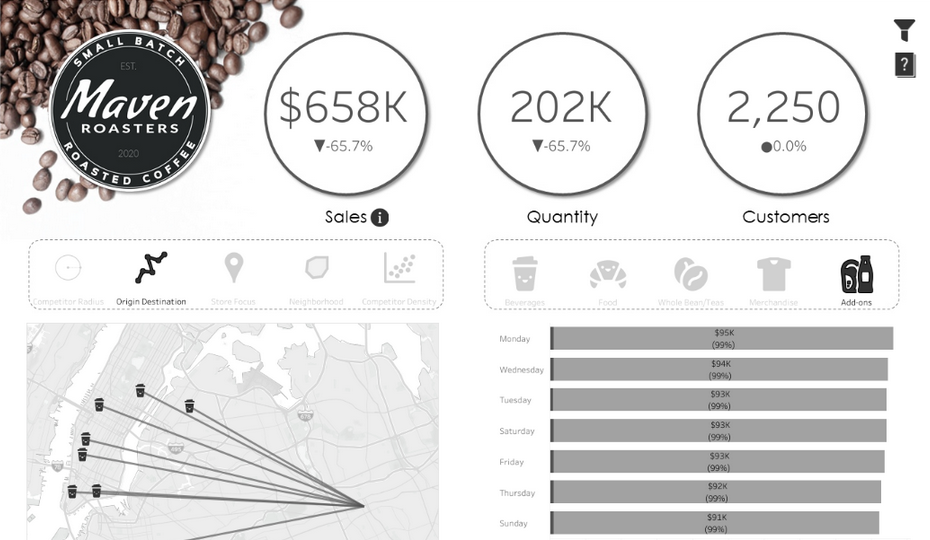 SMALL BATCH
EST.
Maven
ROASTERS
2020
ROASTED COFFEE
$658K
▼-65.7%
Sales i
202K
▼-65.7%
Quantity
2,250
●0.0%
Customers
?
Competitor Radius
Origin Destination
Store Focus
Neighborhood
Competitor Density
Beverages
Food
Whole Bean/Teas
Merchandise
Add-ons
Monday
$95K
(99%)
Wednesday
$94K
(99%)
Tuesday
$93K
(99%)
Saturday
$93K
(99%)
Friday
$93K
(99%)
Thursday
$92K
(99%)
Sunday
$91K
(99%)